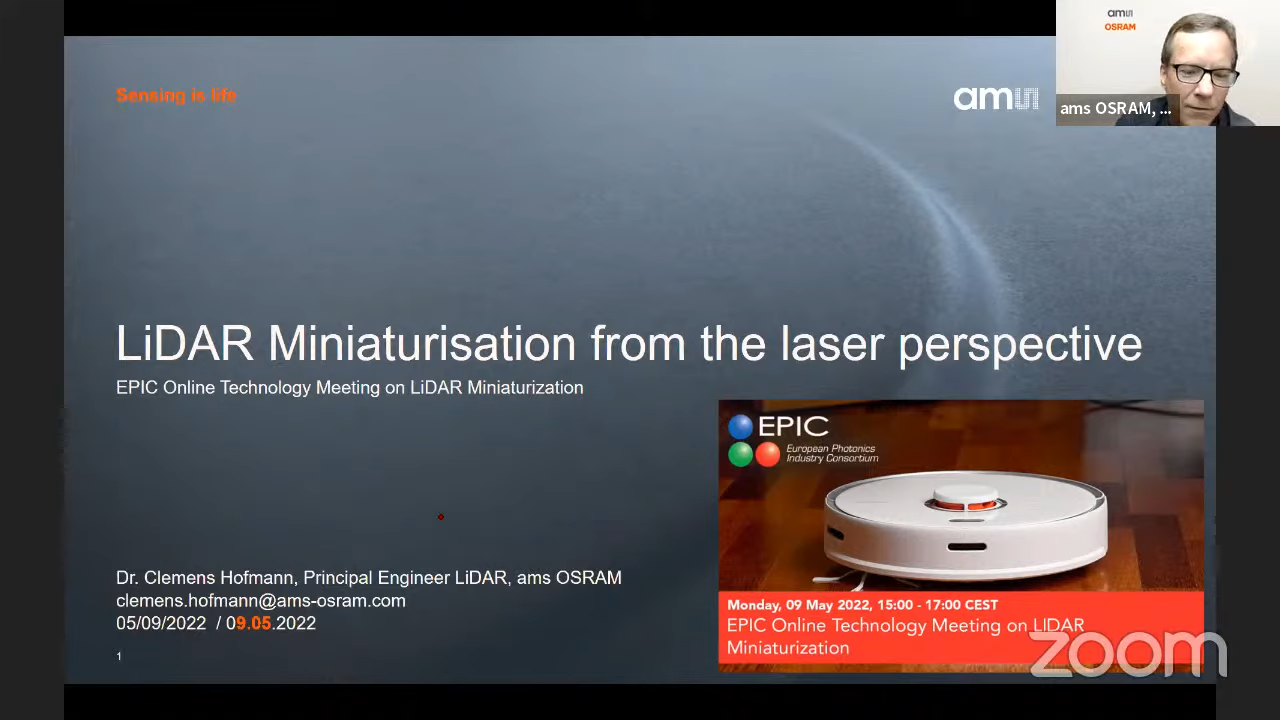 Sensing is life
amu
amu
OSRAM
ams OSRAM, ...
LiDAR Miniaturisation from the laser perspective
EPIC Online Technology Meeting on LiDAR Miniaturization
EPIC
European Photonics
Industry Consortium
Dr. Clemens Hofmann, Principal Engineer LiDAR, ams OSRAM
clemens.hofmann@ams-osram.com
05/09/2022 / 09.05.2022
1
Monday, 09 May 2022, 15:00 - 17:00 CEST
EPIC Online Technology Meeting on LIDAR
Miniaturization
zoom